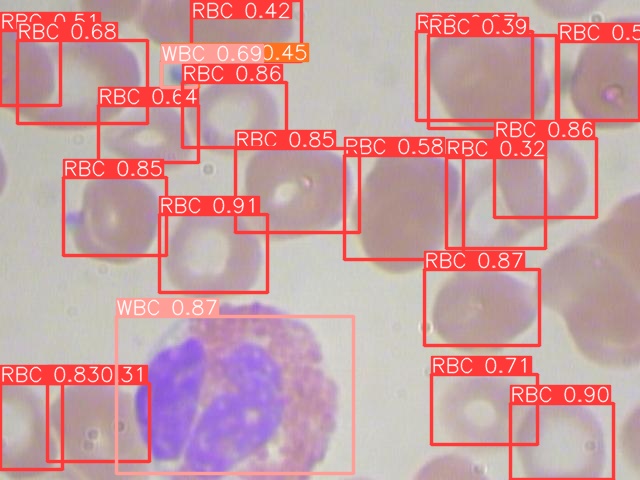 RBC 0.42
RBC 0.51
RBC 0.68
RBC 0.39
RBC 0.5
WBC 0.69
0.45
RBC 0.86
RBC 0.64
RBC 0.86
RBC 0.85
RBC 0.58
RBC 0.32
RBC 0.85
RBC 0.91
RBC 0.87
WBC 0.87
RBC 0.71
RBC 0.83
0.31
RBC 0.90